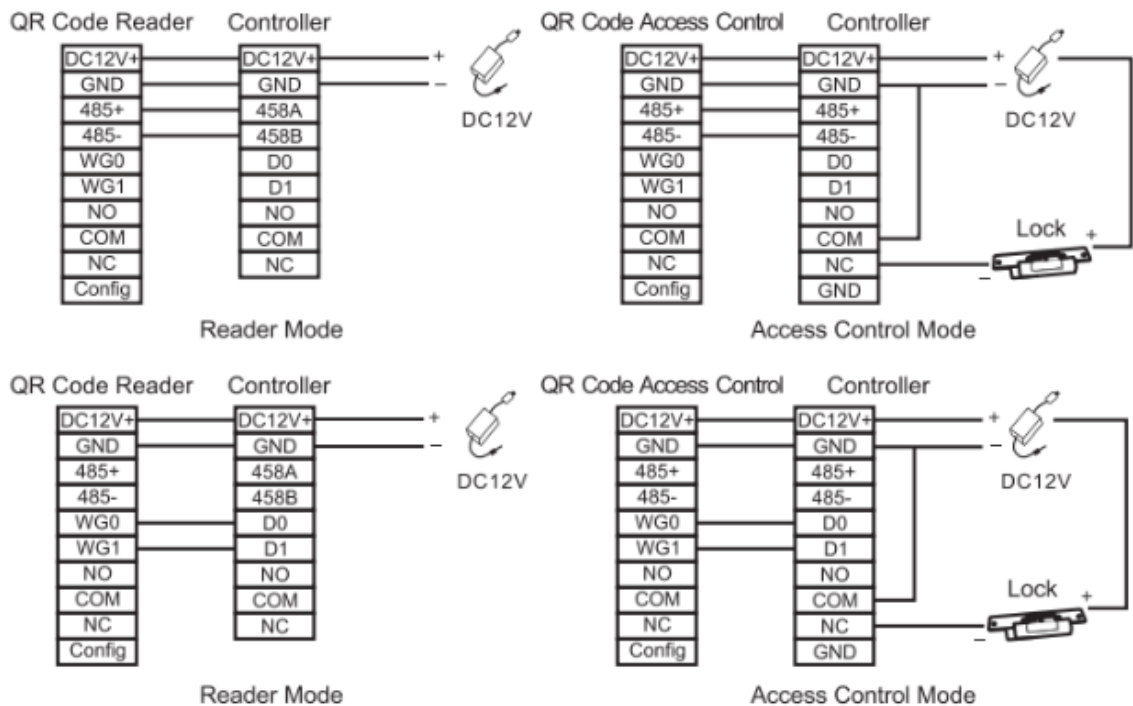 QR Code Reader Controller
DC12V+ DC12V+ +
GND GND –
485+ 458A
485- 458B
DC12V
WG0 D0
WG1 D1
NO NO
COM COM
NC NC
Config
Reader Mode
QR Code Access Control Controller
DC12V+ DC12V+ +
GND GND –
485+ 485+
485- 485-
DC12V
WG0 D0
WG1 D1
NO NO
Lock +
COM COM
NC NC –
Config GND
Access Control Mode
QR Code Reader Controller
DC12V+ DC12V+ +
GND GND –
485+ 458A
DC12V
485- 458B
WG0 D0
WG1 D1
NO NO
COM COM
NC NC
Config
Reader Mode
QR Code Access Control Controller
DC12V+ DC12V+ +
GND GND –
485+ 485+
DC12V
485- 485-
WG0 D0
WG1 D1
NO NO
Lock +
COM COM
NC NC –
Config GND
Access Control Mode